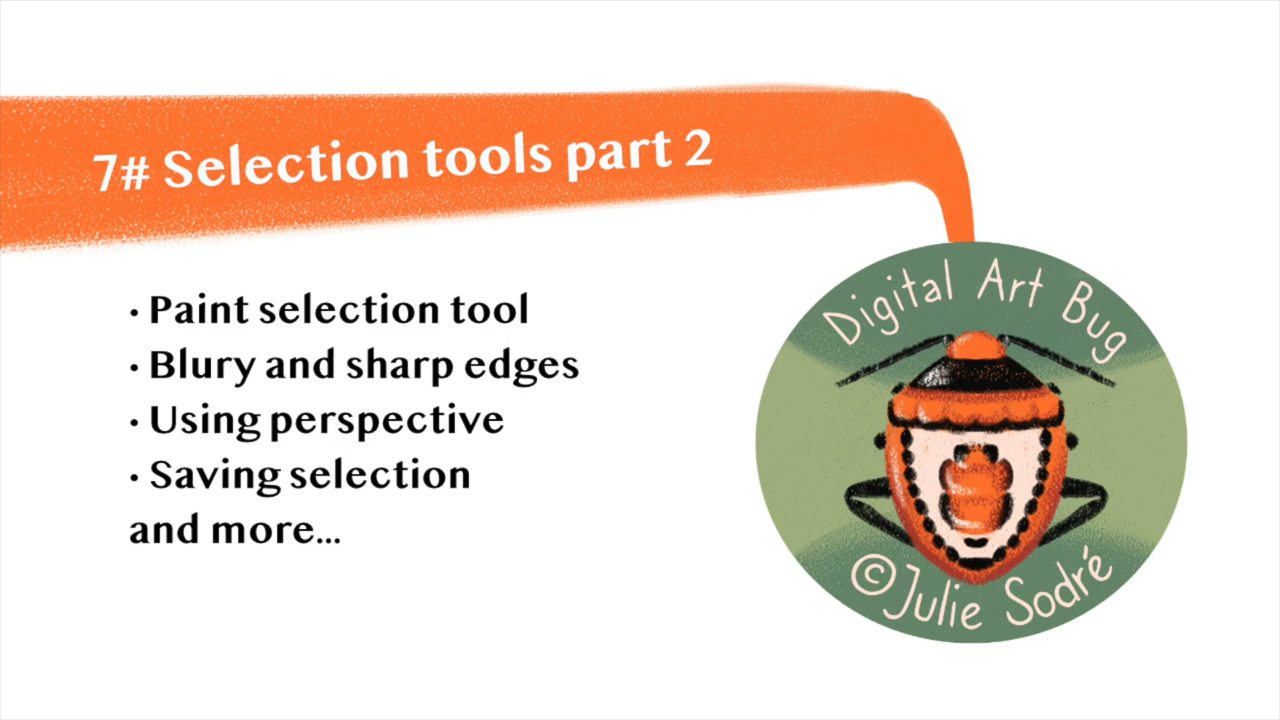 7# Selection tools part 2
· Paint selection tool
· Blury and sharp edges
· Using perspective
· Saving selection
and more...
Digital Art Bug
©Julie Sodré